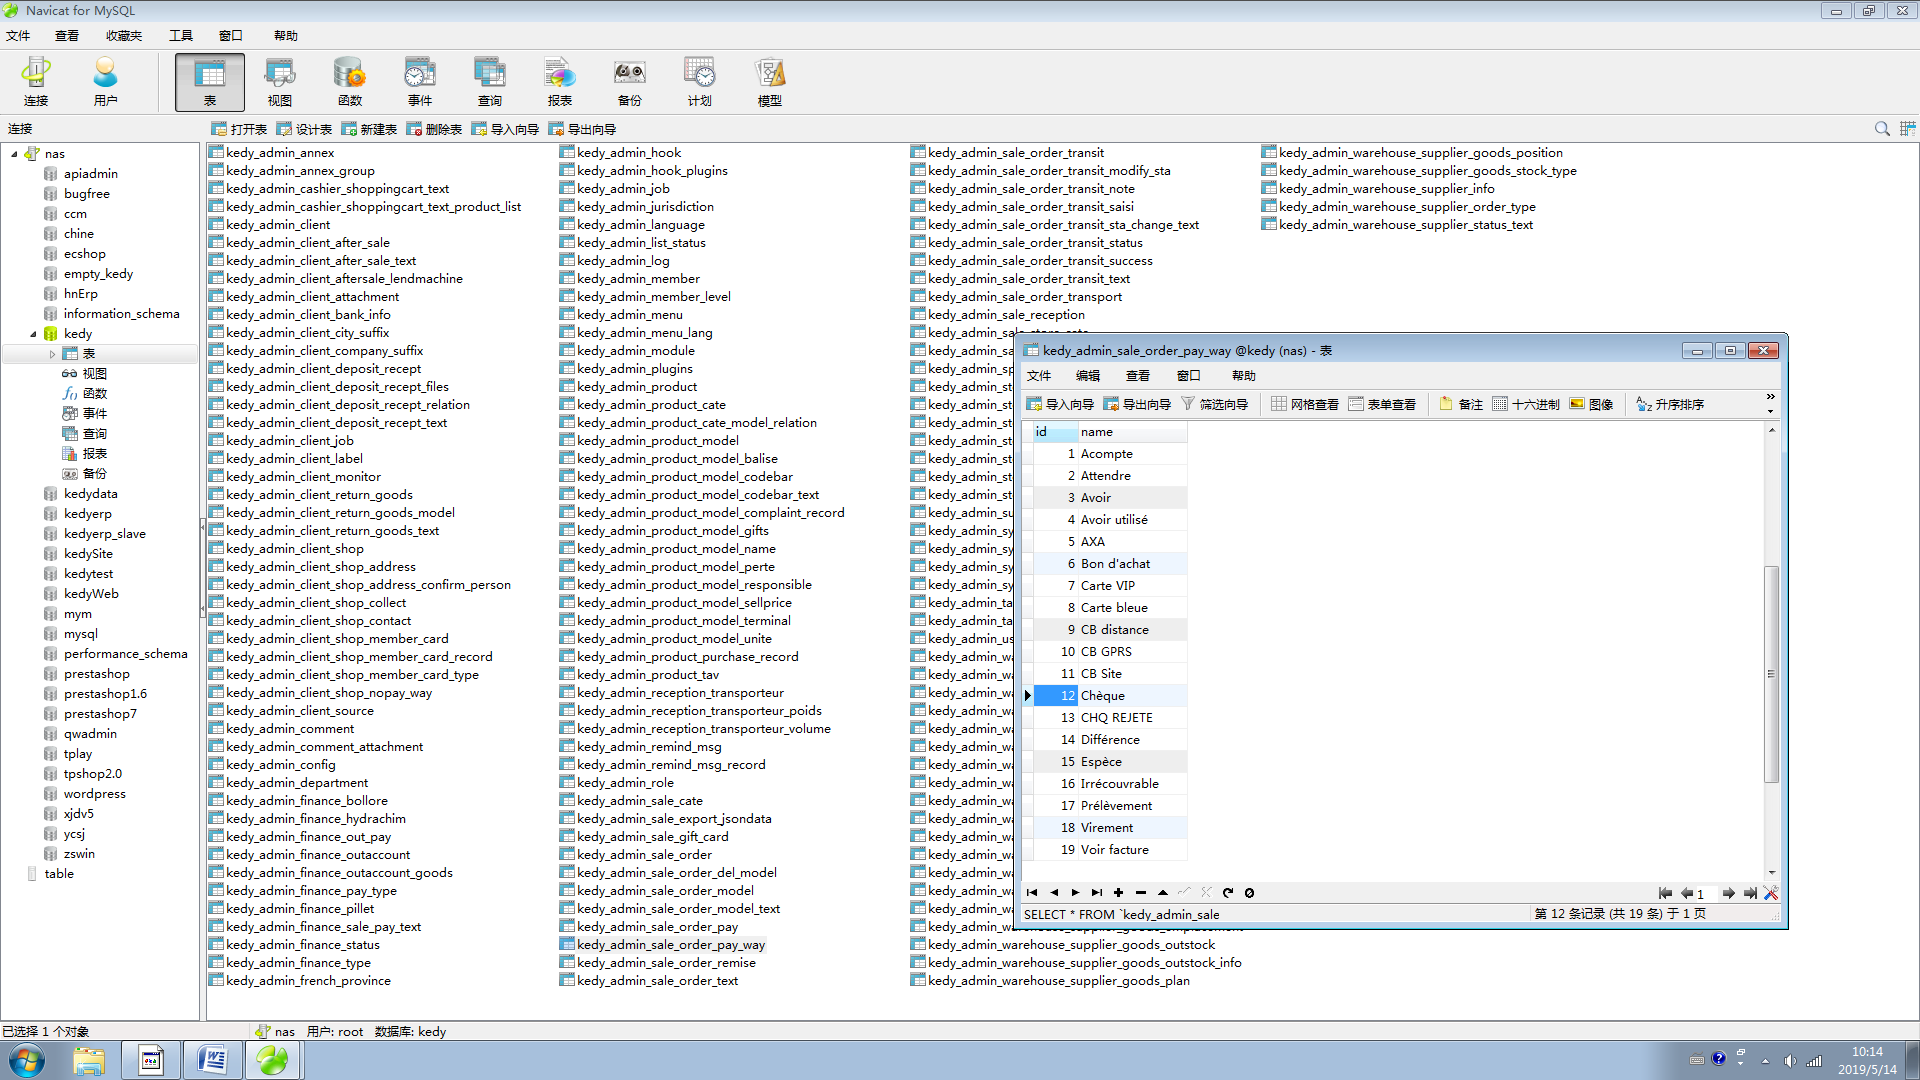 Navicat for MySQL
文件 查看 收藏夹 工具 窗口 帮助
连接 用户 表 视图 函数 事件 查询 报表 备份 计划 模型
连接 打开表 设计表 新建表 删除表 导入向导 导出向导
nas
apiadmin
bugfree
ccm
chine
ecshop
empty_kedy
hnErp
information_schema
kedy
表
视图
函数
事件
查询
报表
备份
kedydata
kedyerp
kedyerp_slave
kedySite
kedytest
kedyWeb
mym
mysql
performance_schema
prestashop
prestashop1.6
prestashop7
qwadmin
tplay
tpshop2.0
wordpress
xjdv5
ycsj
zswin
table
kedy_admin_annex
kedy_admin_annex_group
kedy_admin_cashier_shoppingcart_text
kedy_admin_cashier_shoppingcart_text_product_list
kedy_admin_client
kedy_admin_client_after_sale
kedy_admin_client_after_sale_text
kedy_admin_client_aftersale_lendmachine
kedy_admin_client_attachment
kedy_admin_client_bank_info
kedy_admin_client_city_suffix
kedy_admin_client_company_suffix
kedy_admin_client_deposit_recept
kedy_admin_client_deposit_recept_files
kedy_admin_client_deposit_recept_relation
kedy_admin_client_deposit_recept_text
kedy_admin_client_job
kedy_admin_client_label
kedy_admin_client_monitor
kedy_admin_client_return_goods
kedy_admin_client_return_goods_model
kedy_admin_client_return_goods_text
kedy_admin_client_shop
kedy_admin_client_shop_address
kedy_admin_client_shop_address_confirm_person
kedy_admin_client_shop_collect
kedy_admin_client_shop_contact
kedy_admin_client_shop_member_card
kedy_admin_client_shop_member_card_record
kedy_admin_client_shop_member_card_type
kedy_admin_client_shop_nopay_way
kedy_admin_client_source
kedy_admin_comment
kedy_admin_comment_attachment
kedy_admin_config
kedy_admin_department
kedy_admin_finance_bollore
kedy_admin_finance_hydrachim
kedy_admin_finance_out_pay
kedy_admin_finance_outaccount
kedy_admin_finance_outaccount_goods
kedy_admin_finance_pay_type
kedy_admin_finance_pillet
kedy_admin_finance_sale_pay_text
kedy_admin_finance_status
kedy_admin_finance_type
kedy_admin_french_province
kedy_admin_hook
kedy_admin_hook_plugins
kedy_admin_job
kedy_admin_jurisdiction
kedy_admin_language
kedy_admin_list_status
kedy_admin_log
kedy_admin_member
kedy_admin_member_level
kedy_admin_menu
kedy_admin_menu_lang
kedy_admin_module
kedy_admin_plugins
kedy_admin_product
kedy_admin_product_cate
kedy_admin_product_cate_model_relation
kedy_admin_product_model
kedy_admin_product_model_balise
kedy_admin_product_model_codebar
kedy_admin_product_model_codebar_text
kedy_admin_product_model_complaint_record
kedy_admin_product_model_gifts
kedy_admin_product_model_name
kedy_admin_product_model_perte
kedy_admin_product_model_responsible
kedy_admin_product_model_sellprice
kedy_admin_product_model_terminal
kedy_admin_product_model_unite
kedy_admin_product_purchase_record
kedy_admin_product_tav
kedy_admin_reception_transporteur
kedy_admin_reception_transporteur_poids
kedy_admin_reception_transporteur_volume
kedy_admin_remind_msg
kedy_admin_remind_msg_record
kedy_admin_role
kedy_admin_sale_cate
kedy_admin_sale_export_jsondata
kedy_admin_sale_gift_card
kedy_admin_sale_order
kedy_admin_sale_order_del_model
kedy_admin_sale_order_model
kedy_admin_sale_order_model_text
kedy_admin_sale_order_pay
kedy_admin_sale_order_pay_way
kedy_admin_sale_order_remise
kedy_admin_sale_order_text
kedy_admin_sale_order_transit
kedy_admin_sale_order_transit_modify_sta
kedy_admin_sale_order_transit_note
kedy_admin_sale_order_transit_saisi
kedy_admin_sale_order_transit_sta_change_text
kedy_admin_sale_order_transit_status
kedy_admin_sale_order_transit_success
kedy_admin_sale_order_transit_text
kedy_admin_sale_order_transport
kedy_admin_sale_reception
kedy_admin_warehouse_supplier_goods_outstock
kedy_admin_warehouse_supplier_goods_outstock_info
kedy_admin_warehouse_supplier_goods_plan
kedy_admin_warehouse_supplier_goods_position
kedy_admin_warehouse_supplier_goods_stock_type
kedy_admin_warehouse_supplier_info
kedy_admin_warehouse_supplier_order_type
kedy_admin_warehouse_supplier_status_text
kedy_admin_sale_order_pay_way @kedy (nas) - 表
文件 编辑 查看 窗口 帮助
导入向导 导出向导 筛选向导 网格查看 表单查看 备注 十六进制 图像 升序排序
id name
1 Acompte
2 Attendre
3 Avoir
4 Avoir utilisé
5 AXA
6 Bon d'achat
7 Carte VIP
8 Carte bleue
9 CB distance
10 CB GPRS
11 CB Site
12 Chèque
13 CHQ REJETE
14 Différence
15 Espèce
16 Irrécouvrable
17 Prélèvement
18 Virement
19 Voir facture
1
SELECT * FROM `kedy_admin_sale 第 12 条记录 (共 19 条) 于 1 页
已选择 1 个对象 nas 用户: root 数据库: kedy
10:14
2019/5/14